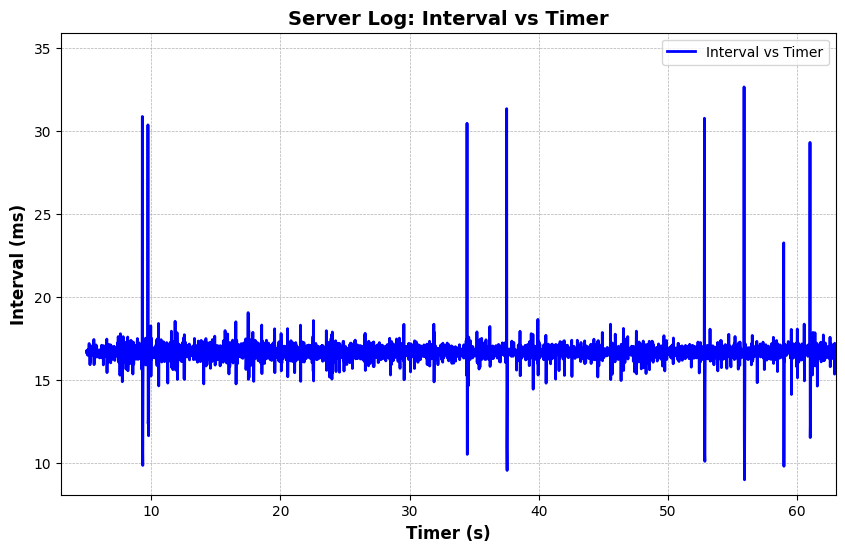 Server Log: Interval vs Timer
Interval vs Timer
35
30
25
20
15
10
Interval (ms)
10 20 30 40 50 60
Timer (s)